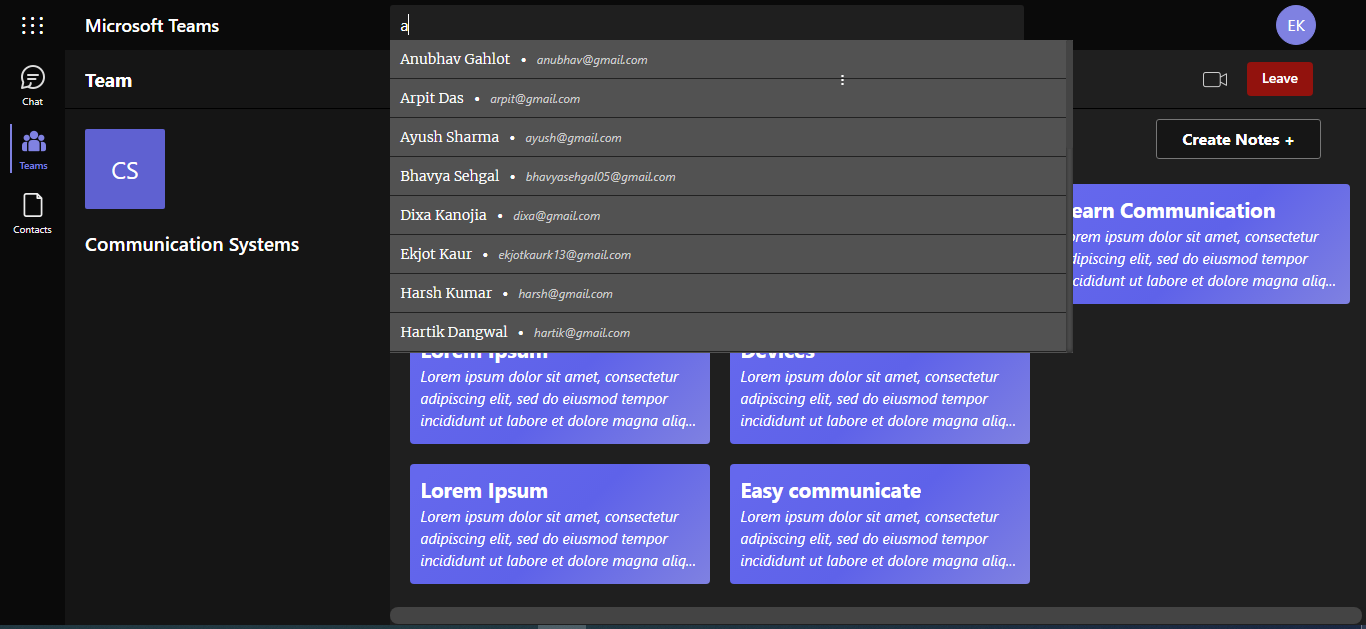 Microsoft Teams
a
EK
Chat
Teams
Contacts
Team
CS
Communication Systems
Anubhav Gahlot • anubhav@gmail.com
Arpit Das • arpit@gmail.com
Ayush Sharma • ayush@gmail.com
Bhavya Sehgal • bhavyasehgal05@gmail.com
Dixa Kanojia • dixa@gmail.com
Ekjot Kaur • ekjotkaurk13@gmail.com
Harsh Kumar • harsh@gmail.com
Hartik Dangwal • hartik@gmail.com
Leave
Create Notes +
earn Communication
orem ipsum dolor sit amet, consectetur
dipiscing elit, sed do eiusmod tempor
cididunt ut labore et dolore magna aliq...
Lorem Ipsum
Lorem ipsum dolor sit amet, consectetur
adipiscing elit, sed do eiusmod tempor
incididunt ut labore et dolore magna aliq...
Devices
Lorem ipsum dolor sit amet, consectetur
adipiscing elit, sed do eiusmod tempor
incididunt ut labore et dolore magna aliq...
Lorem Ipsum
Lorem ipsum dolor sit amet, consectetur
adipiscing elit, sed do eiusmod tempor
incididunt ut labore et dolore magna aliq...
Easy communicate
Lorem ipsum dolor sit amet, consectetur
adipiscing elit, sed do eiusmod tempor
incididunt ut labore et dolore magna aliq...